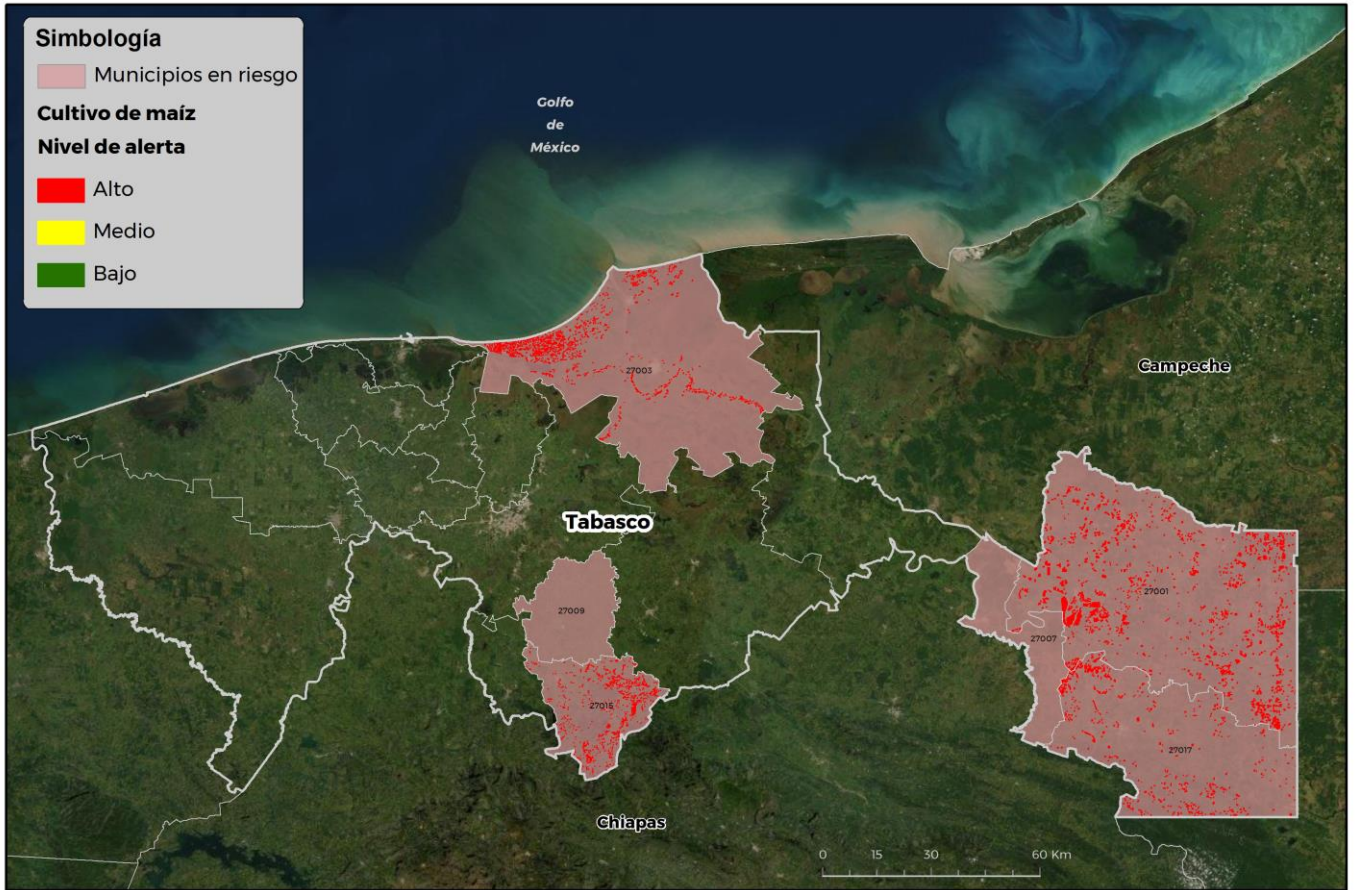 Simbología
Municipios en riesgo
Cultivo de maíz
Nivel de alerta
Alto
Medio
Bajo
Golfo
de
México
Campeche
27003
Tabasco
27001
27009
27007
27015
27017
Chiapas
0 15 30 60 Km